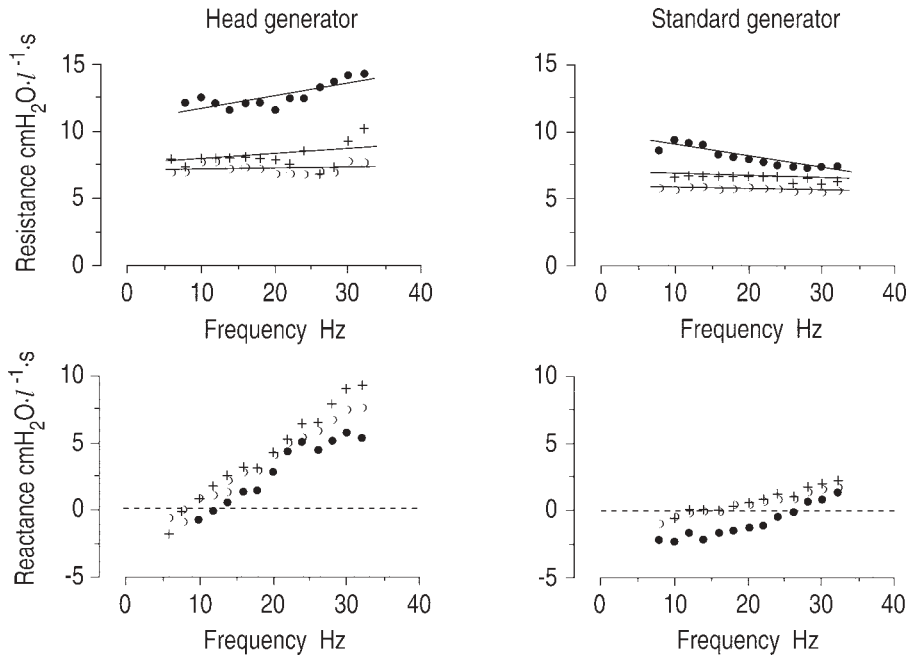 Head generator
Standard generator
Resistance cmH₂O·l⁻¹·s
15
10
5
0
0 10 20 30 40
Frequency Hz
15
10
5
0
0 10 20 30 40
Frequency Hz
Reactance cmH₂O·l⁻¹·s
10
5
0
-5
0 10 20 30 40
Frequency Hz
10
5
0
-5
0 10 20 30 40
Frequency Hz